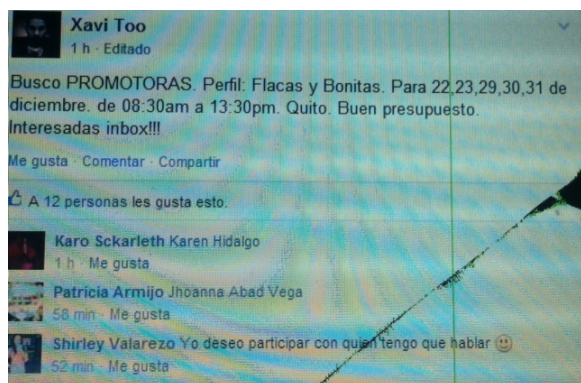 Xavi Too
1 h · Editado
Busco PROMOTORAS. Perfil: Flacas y Bonitas. Para 22,23,29,30,31 de
diciembre. de 08:30am a 13:30pm. Quito. Buen presupuesto.
Interesadas inbox!!!
Me gusta · Comentar · Compartir
A 12 personas les gusta esto.
Karo Sckarleth Karen Hidalgo
1 h · Me gusta
Patricia Armijo Jhoanna Abad Vega
58 min · Me gusta
Shirley Valarezo Yo deseo participar con quien tengo que hablar
52 min · Me gusta